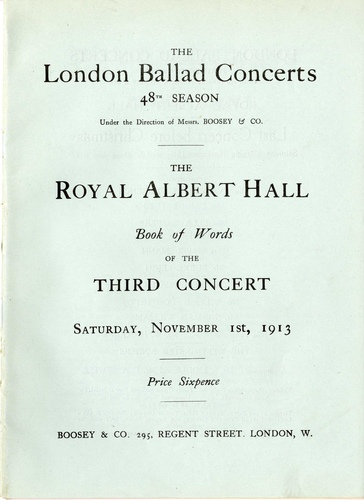 THE
London Ballad Concerts
48TH SEASON
Under the Direction of Messrs. BOOSEY & CO.
THE
ROYAL ALBERT HALL
Book of Words
OF THE
THIRD CONCERT
SATURDAY, NOVEMBER 1ST, 1913
Price Sixpence
BOOSEY & CO. 295, REGENT STREET. LONDON, W.